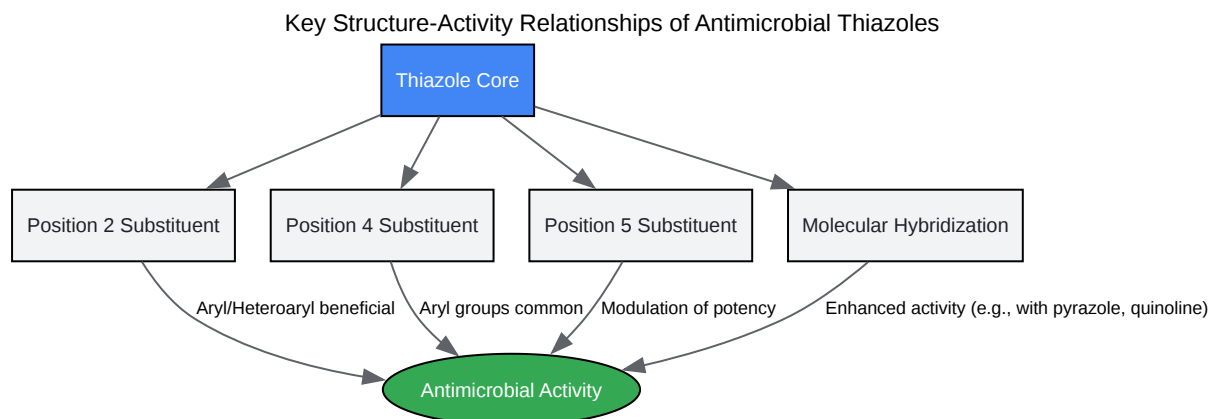 Key Structure-Activity Relationships of Antimicrobial Thiazoles
Thiazole Core
Position 2 Substituent
Position 4 Substituent
Position 5 Substituent
Molecular Hybridization
Aryl/Heteroaryl beneficial
Aryl groups common
Modulation of potency
Enhanced activity (e.g., with pyrazole, quinoline)
Antimicrobial Activity